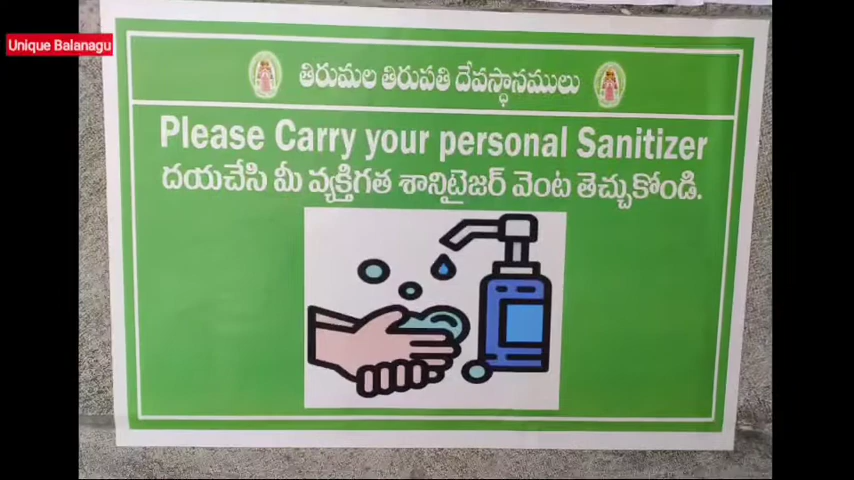 Unique Balanagu
తిరుమల తిరుపతి దేవస్థానములు
Please Carry your personal Sanitizer
దయచేసి మీ వ్యక్తిగత శానిటైజర్ వెంట తెచ్చుకోండి.